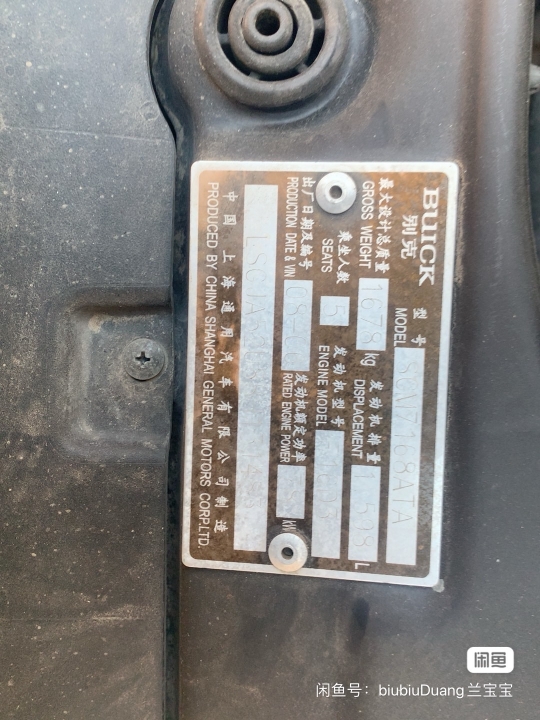 BUICK
别克
型号
MODEL SGM7168ATA
最大设计总质量
GROSS WEIGHT 1678 kg
发动机排量
DISPLACEMENT 1.598 L
乘坐人数
SEATS 5
发动机型号
ENGINE MODEL
出厂日期及编号
PRODUCTION DATE & VIN
发动机额定功率
RATED ENGINE POWER kW
中国上海通用汽车有限公司制造
PRODUCED BY CHINA SHANGHAI GENERAL MOTORS CORP.LTD.
闲鱼
闲鱼号：biubiuDuang兰宝宝